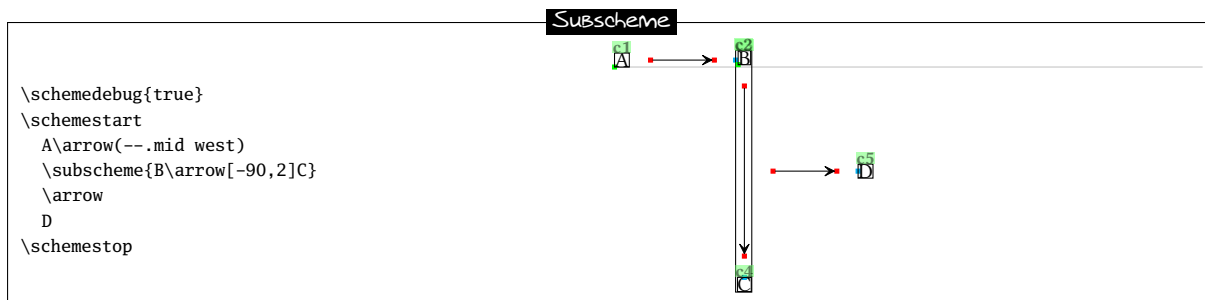 Subscheme
\schemedebug{true}
\schemestart
A\arrow(--.mid west)
\subscheme{B\arrow[-90,2]C}
\arrow
D
\schemestop
c1
A
c2
B
c5
D
c4
C